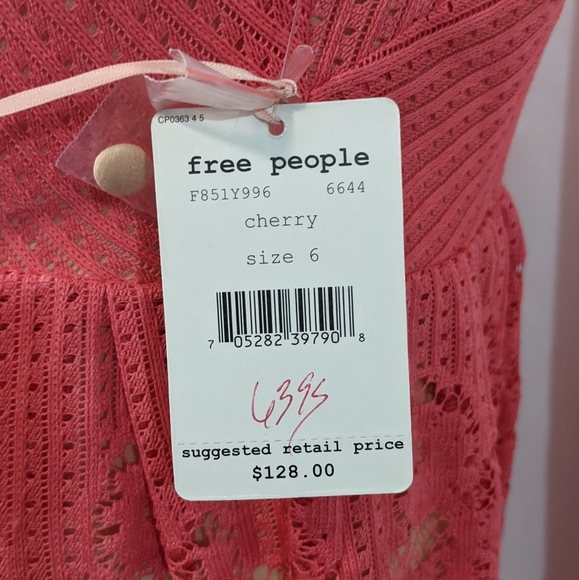 CP0363 4 5
free people
F851Y996 6644
cherry
size 6
7 05282 39790 8
6395
suggested retail price
$128.00